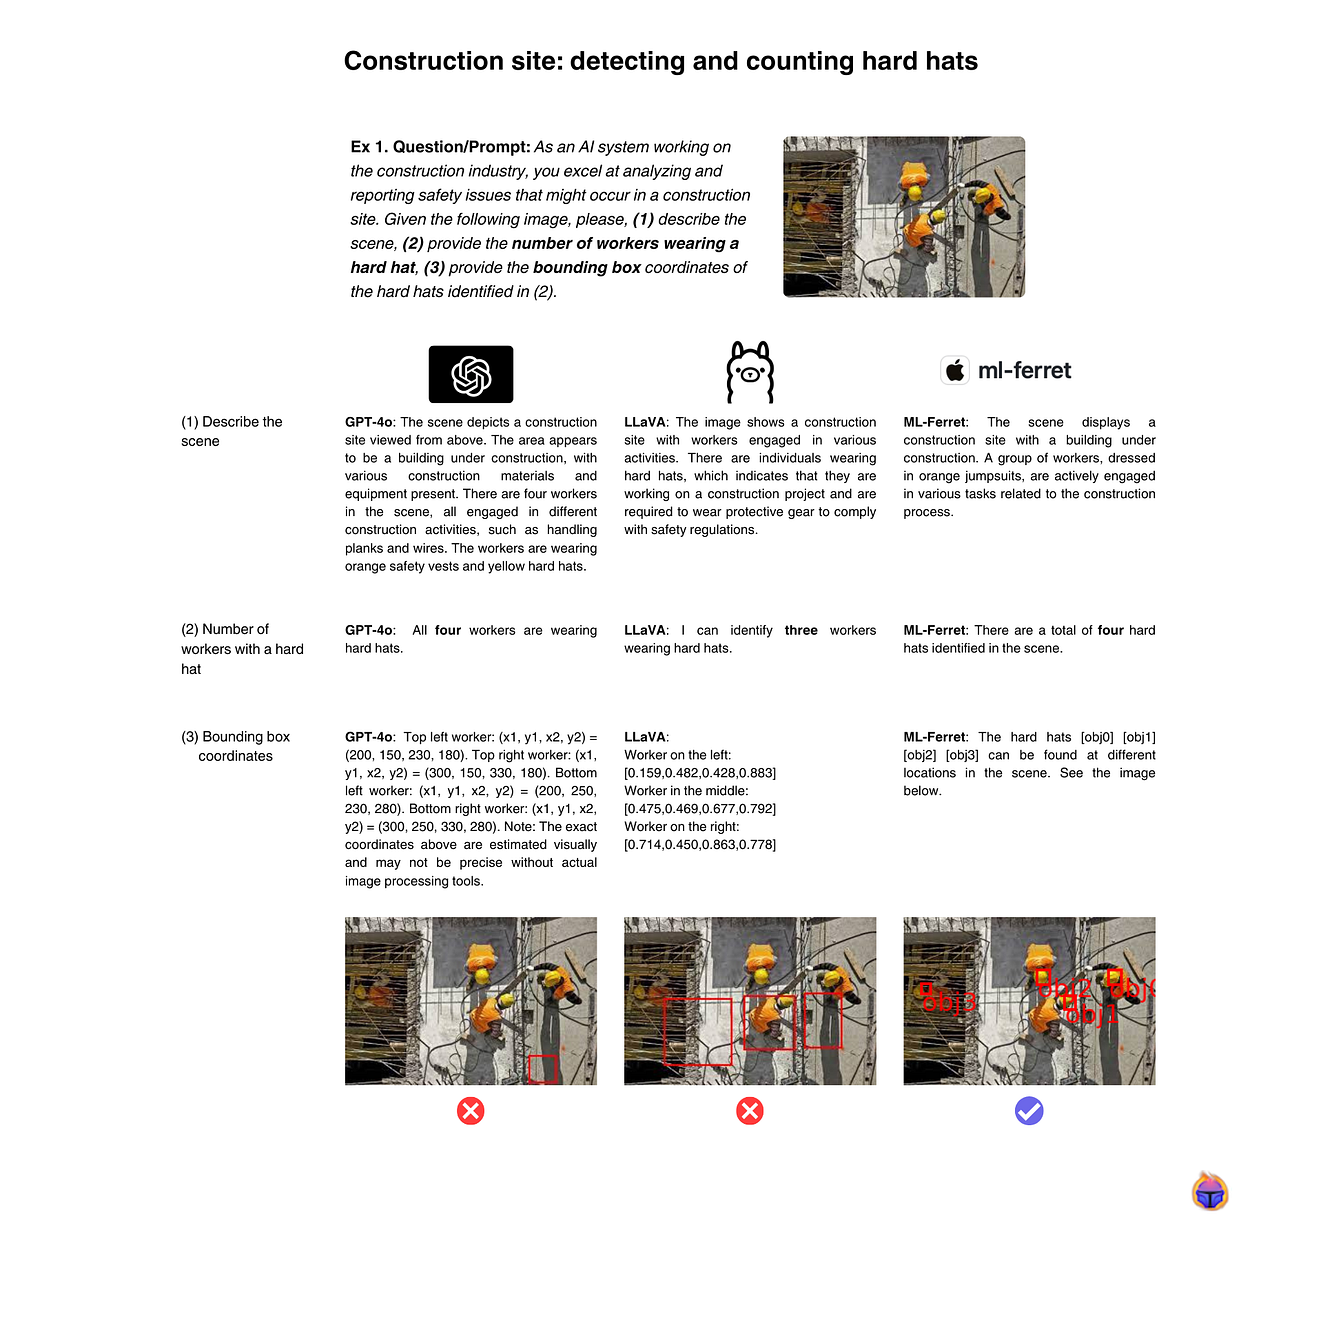 Construction site: detecting and counting hard hats
Ex 1. Question/Prompt: As an AI system working on
the construction industry, you excel at analyzing and
reporting safety issues that might occur in a construction
site. Given the following image, please, (1) describe the
scene, (2) provide the number of workers wearing a
hard hat, (3) provide the bounding box coordinates of
the hard hats identified in (2).
ml-ferret
(1) Describe the
scene
GPT-4o: The scene depicts a construction
site viewed from above. The area appears
to be a building under construction, with
various construction materials and
equipment present. There are four workers
in the scene, all engaged in different
construction activities, such as handling
planks and wires. The workers are wearing
orange safety vests and yellow hard hats.
LLaVA: The image shows a construction
site with workers engaged in various
activities. There are individuals wearing
hard hats, which indicates that they are
working on a construction project and are
required to wear protective gear to comply
with safety regulations.
ML-Ferret: The scene displays a
construction site with a building under
construction. A group of workers, dressed
in orange jumpsuits, are actively engaged
in various tasks related to the construction
process.
(2) Number of
workers with a hard
hat
GPT-4o: All four workers are wearing
hard hats.
LLaVA: I can identify three workers
wearing hard hats.
ML-Ferret: There are a total of four hard
hats identified in the scene.
(3) Bounding box
coordinates
GPT-4o: Top left worker: (x1, y1, x2, y2) =
(200, 150, 230, 180). Top right worker: (x1,
y1, x2, y2) = (300, 150, 330, 180). Bottom
left worker: (x1, y1, x2, y2) = (200, 250,
230, 280). Bottom right worker: (x1, y1, x2,
y2) = (300, 250, 330, 280). Note: The exact
coordinates above are estimated visually
and may not be precise without actual
image processing tools.
LLaVA:
Worker on the left:
[0.159,0.482,0.428,0.883]
Worker in the middle:
[0.475,0.469,0.677,0.792]
Worker on the right:
[0.714,0.450,0.863,0.778]
ML-Ferret: The hard hats [obj0] [obj1]
[obj2] [obj3] can be found at different
locations in the scene. See the image
below.
obj3
obj2
obj1